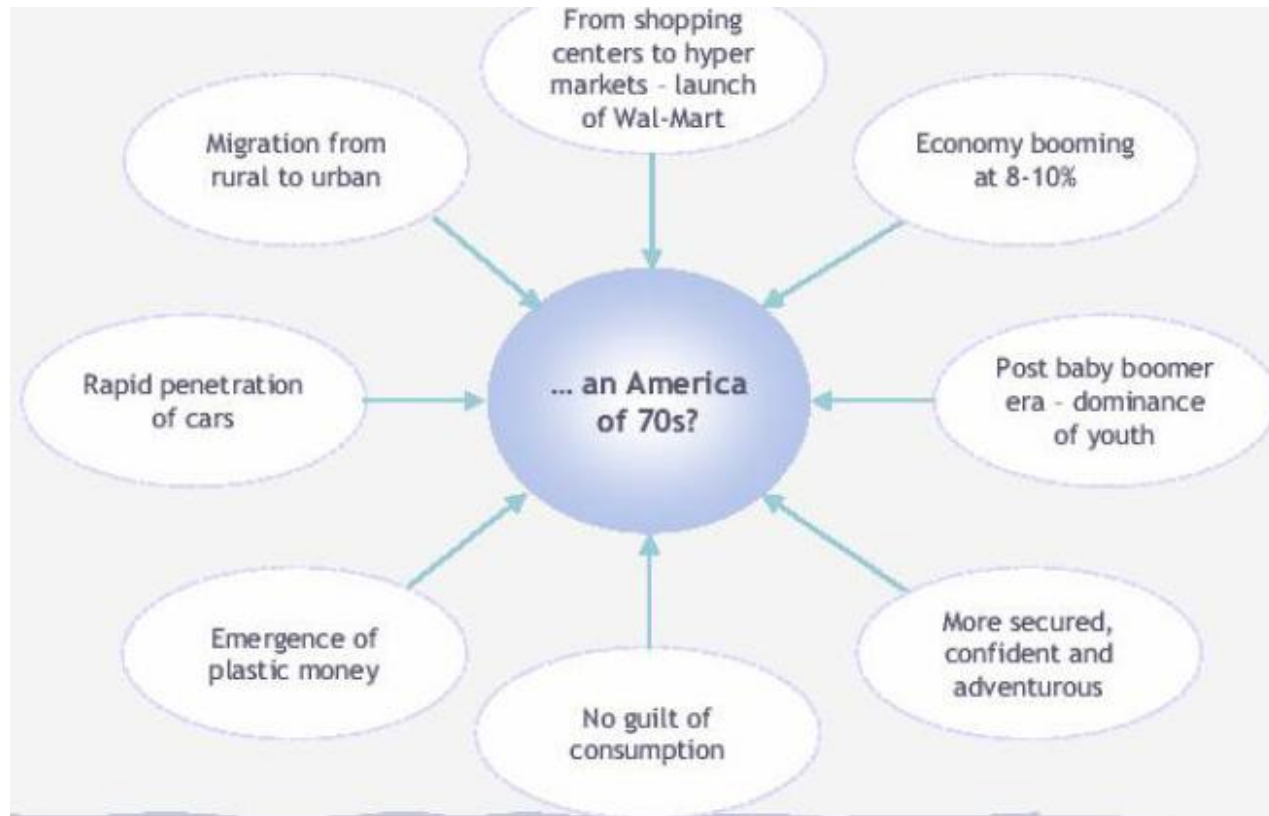 From shopping
centers to hyper
markets - launch
of Wal-Mart
Migration from
rural to urban
Economy booming
at 8-10%
Rapid penetration
of cars
... an America
of 70s?
Post baby boomer
era - dominance
of youth
Emergence of
plastic money
More secured,
confident and
adventurous
No guilt of
consumption